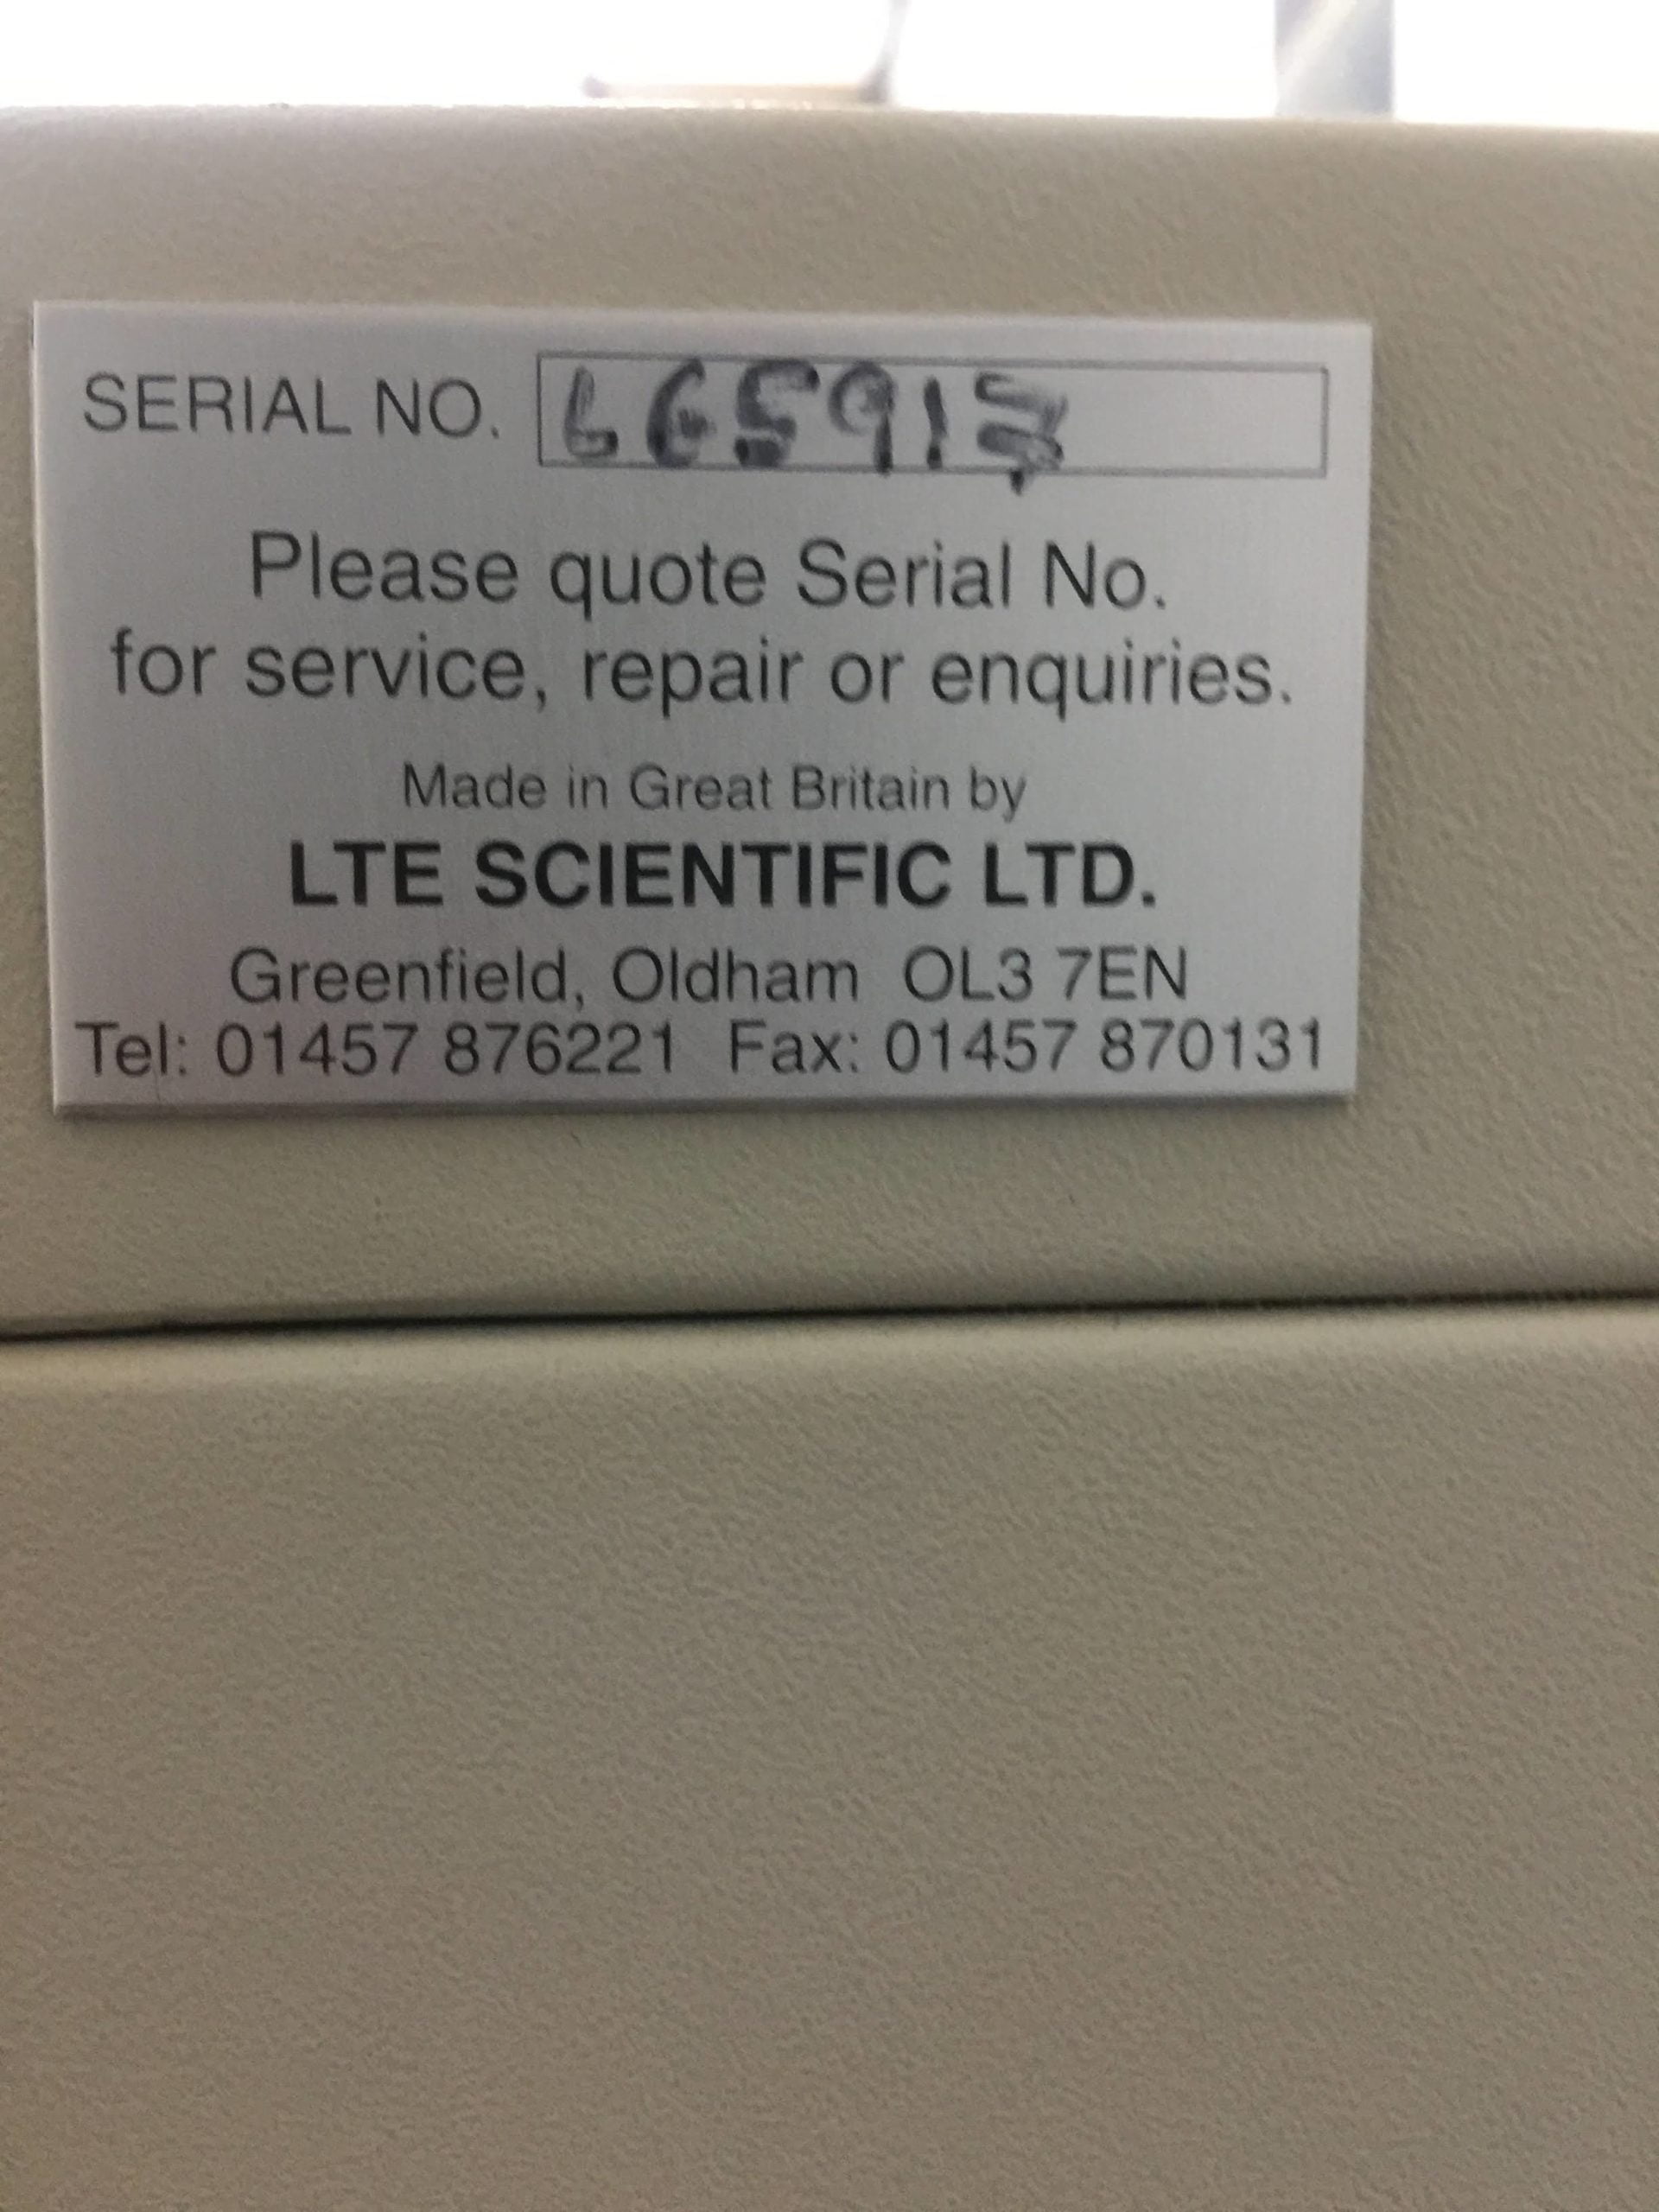 SERIAL NO.
Please quote Serial No.
for service, repair or enquiries.
Made in Great Britain by
LTE SCIENTIFIC LTD.
Greenfield, Oldham OL3 7EN
Tel: 01457 876221 Fax: 01457 870131